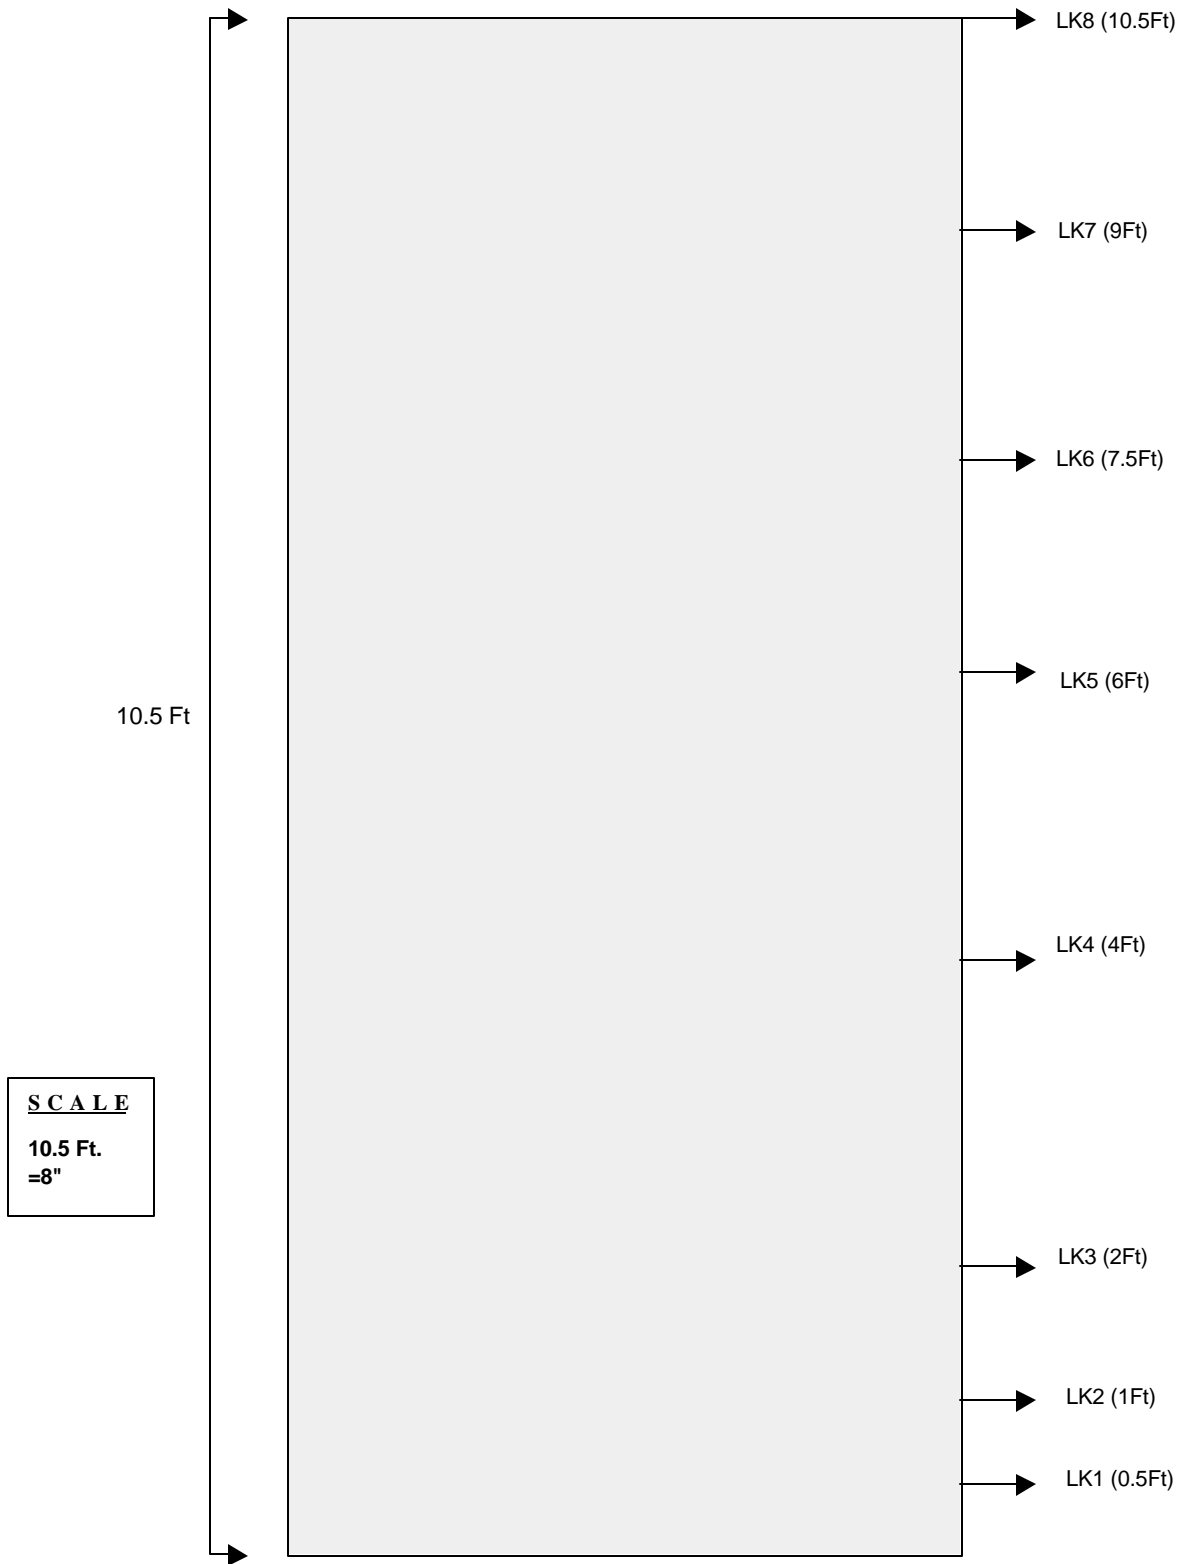 LK8 (10.5Ft)
LK7 (9Ft)
LK6 (7.5Ft)
LK5 (6Ft)
10.5 Ft
LK4 (4Ft)
SCALE
10.5 Ft.
=8"
LK3 (2Ft)
LK2 (1Ft)
LK1 (0.5Ft)